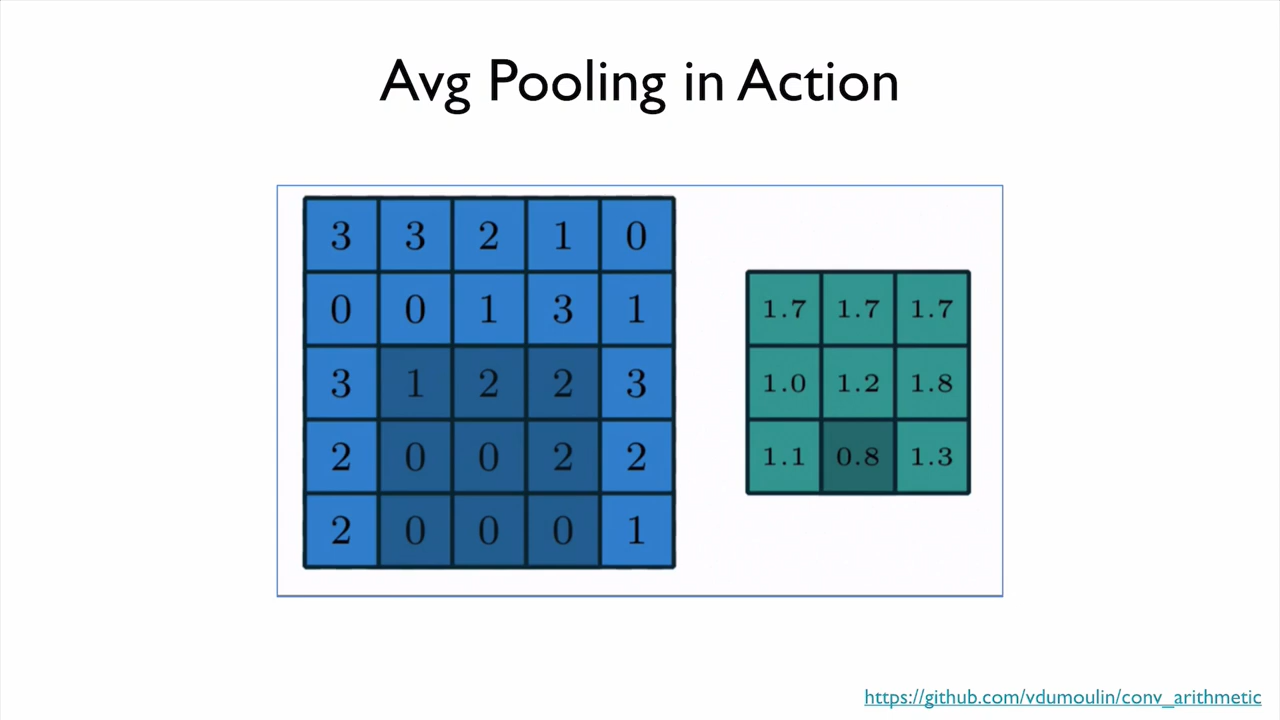 Avg Pooling in Action
3 3 2 1 0
0 0 1 3 1
3 1 2 2 3
2 0 0 2 2
2 0 0 0 1
1.7 1.7 1.7
1.0 1.2 1.8
1.1 0.8 1.3
https://github.com/vdumoulin/conv_arithmetic